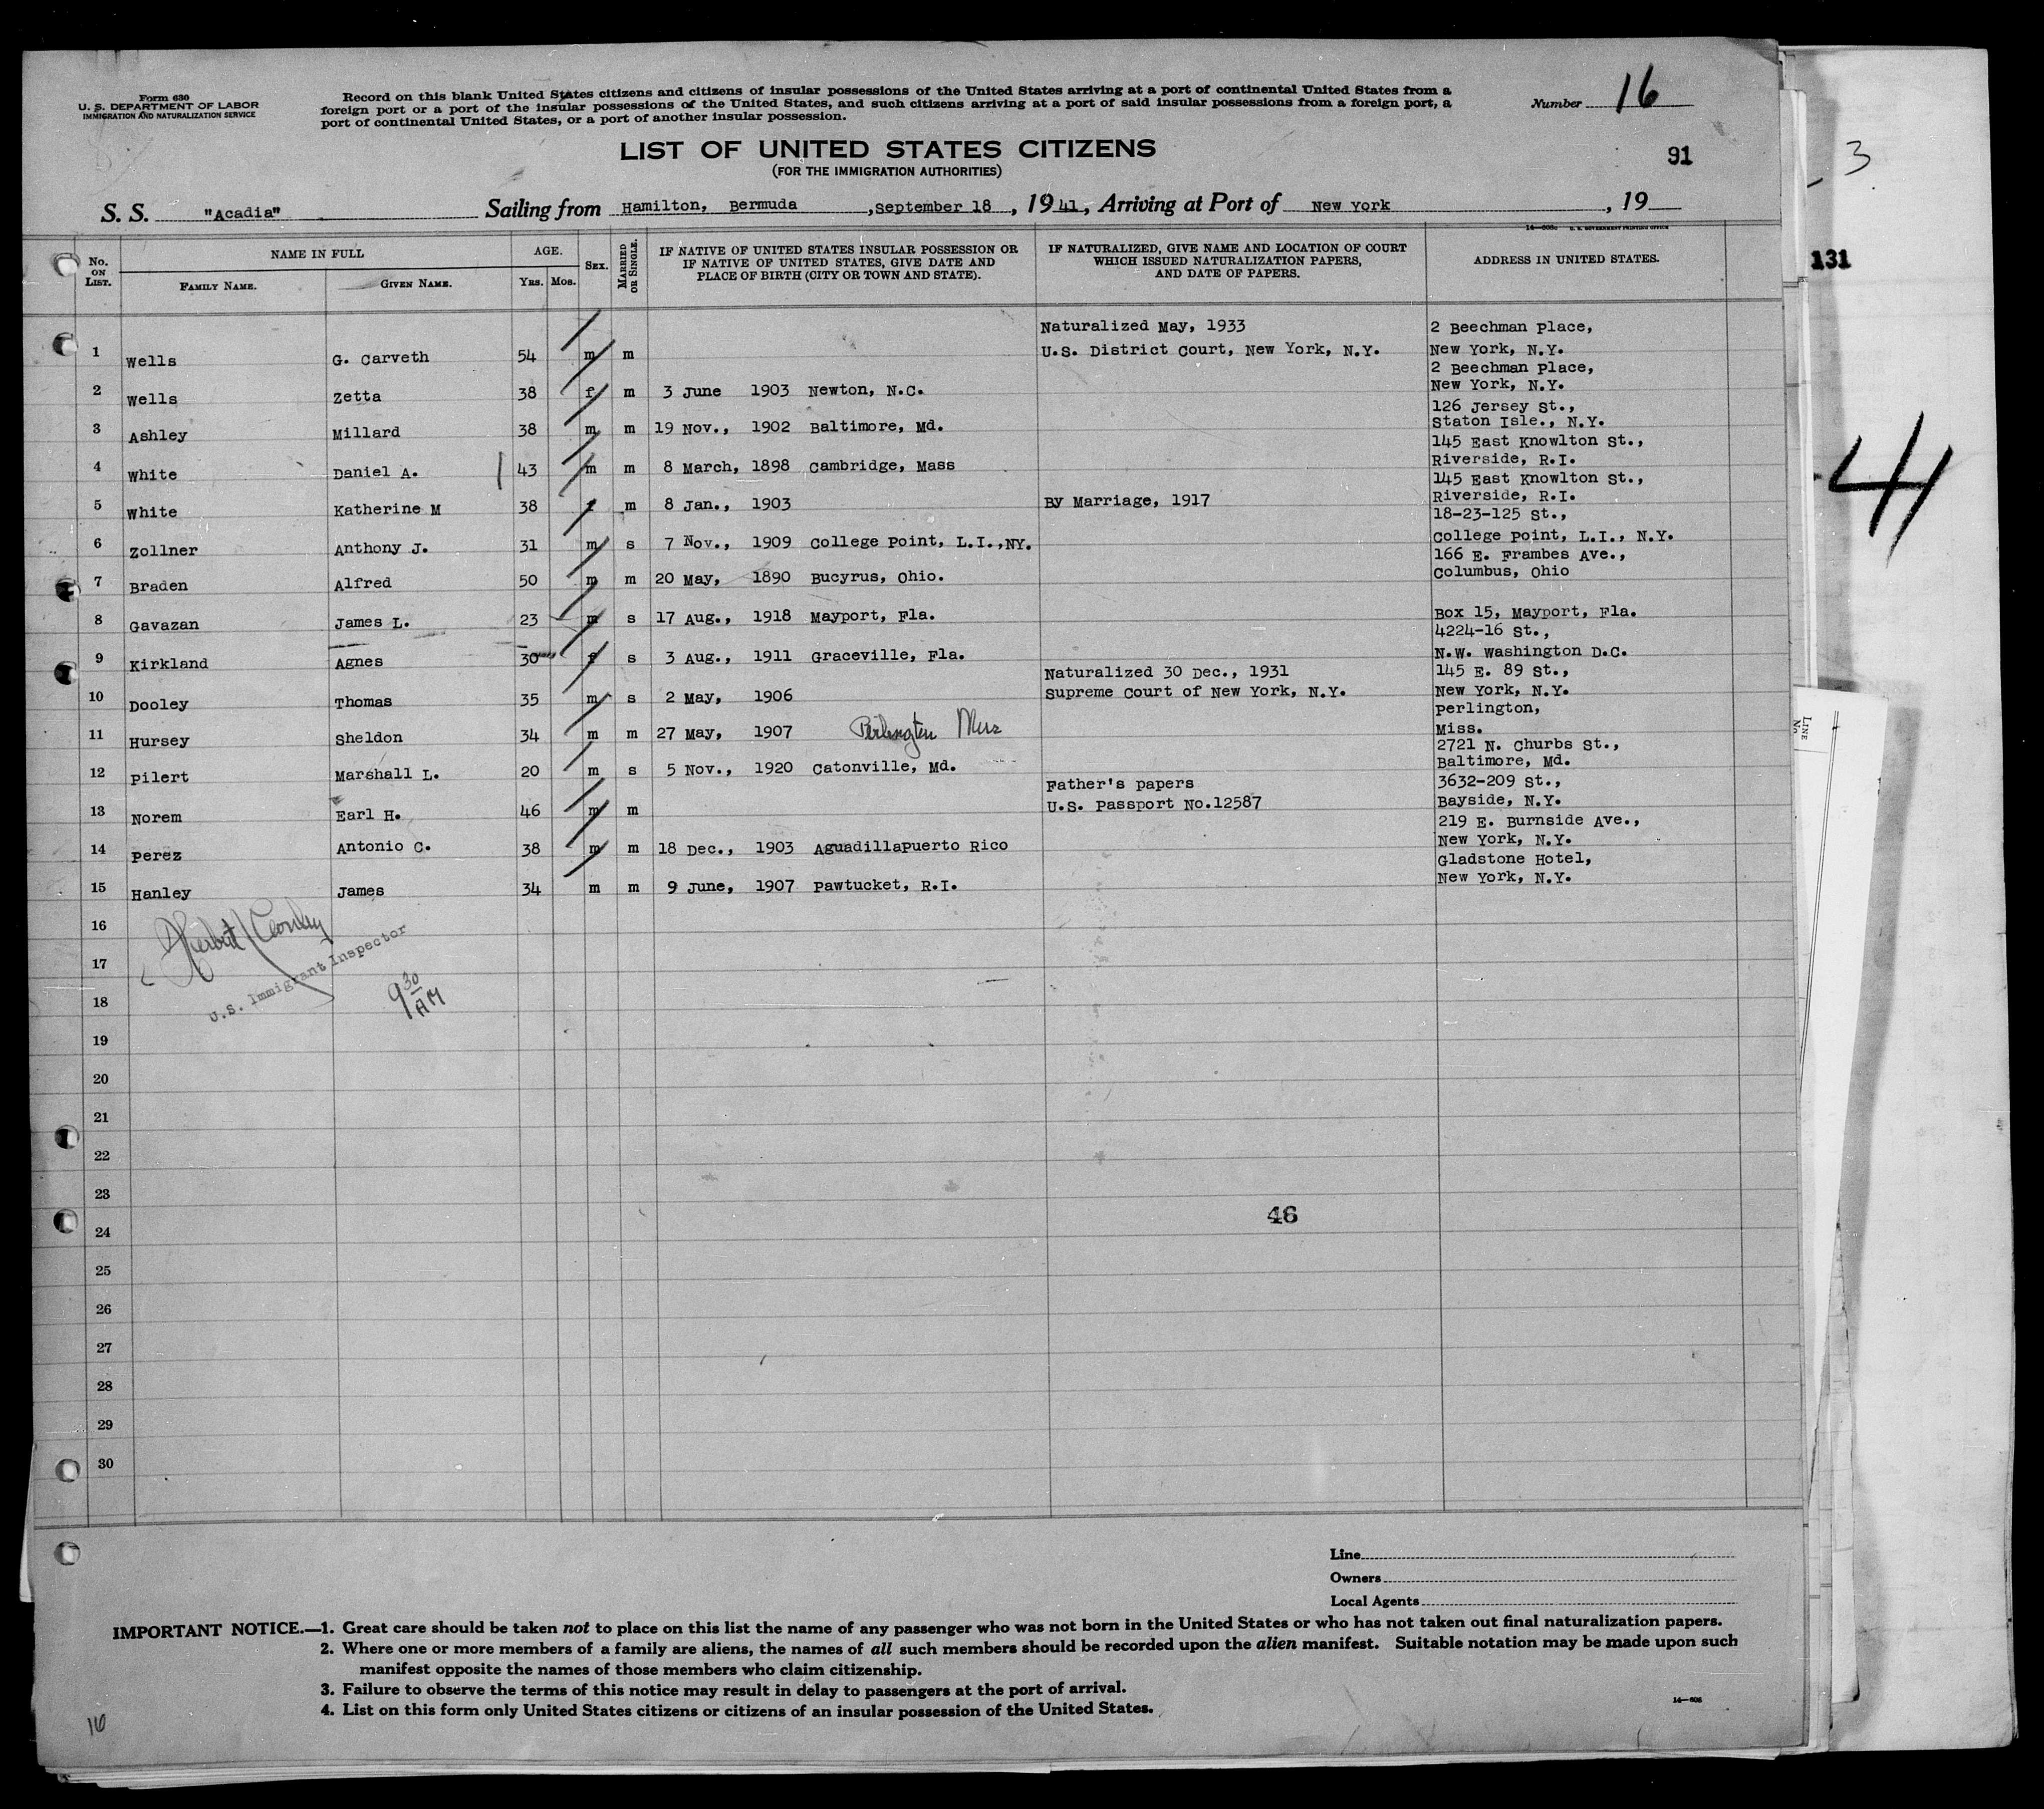 Form 630
U. S. DEPARTMENT OF LABOR
IMMIGRATION AND NATURALIZATION SERVICE
Record on this blank United States citizens and citizens of insular possessions of the United States arriving at a port of continental United States from a
foreign port or a port of the insular possessions of the United States, and such citizens arriving at a port of said insular possessions from a foreign port, a
port of continental United States, or a port of another insular possession.
Number 16
LIST OF UNITED STATES CITIZENS
(FOR THE IMMIGRATION AUTHORITIES)
91
3
S. S. "Acadia" Sailing from Hamilton, Bermuda, September 18, 1941, Arriving at Port of New York, 19
14—608c U. S. GOVERNMENT PRINTING OFFICE
131
No. ON LIST. NAME IN FULL FAMILY NAME. GIVEN NAME. AGE. YRS. MOS. SEX. MARRIED OR SINGLE.
IF NATIVE OF UNITED STATES INSULAR POSSESSION OR IF NATIVE OF UNITED STATES, GIVE DATE AND PLACE OF BIRTH (CITY OR TOWN AND STATE).
IF NATURALIZED, GIVE NAME AND LOCATION OF COURT WHICH ISSUED NATURALIZATION PAPERS, AND DATE OF PAPERS.
ADDRESS IN UNITED STATES.
1 Wells G. Carveth 54 m m Naturalized May, 1933 U.S. District Court, New York, N.Y. 2 Beechman Place, New York, N.Y.
2 Wells Zetta 38 f m 3 June 1903 Newton, N.C. 2 Beechman Place, New York, N.Y.
3 Ashley Millard 38 m m 19 Nov., 1902 Baltimore, Md. 126 Jersey St., Staton Isle., N.Y.
4 White Daniel A. 43 m m 8 March, 1898 Cambridge, Mass 145 East Knowlton St., Riverside, R.I.
5 White Katherine M 38 f m 8 Jan., 1903 By Marriage, 1917 145 East Knowlton St., Riverside, R.I.
6 Zollner Anthony J. 31 m s 7 Nov., 1909 College Point, L.I.,NY. 18-23-125 St., College Point, L.I., N.Y.
7 Braden Alfred 50 m m 20 May, 1890 Bucyrus, Ohio. 166 E. Frambes Ave., Columbus, Ohio
8 Gavazan James L. 23 m s 17 Aug., 1918 Mayport, Fla. Box 15, Mayport, Fla.
9 Kirkland Agnes 30 f s 3 Aug., 1911 Graceville, Fla. 4224-16 St., N.W. Washington D.C.
10 Dooley Thomas 35 m s 2 May, 1906 Naturalized 30 Dec., 1931 Supreme Court of New York, N.Y. 145 E. 89 St., New York, N.Y.
11 Hursey Sheldon 34 m m 27 May, 1907 Perlington Miss Perlington, Miss.
12 Pilert Marshall L. 20 m s 5 Nov., 1920 Catonville, Md. 2721 N. Churbs St., Baltimore, Md.
13 Norem Earl H. 46 m m Father's papers U.S. Passport No.12587 3632-209 St., Bayside, N.Y.
14 Perez Antonio C. 38 m m 18 Dec., 1903 AguadillaPuerto Rico 219 E. Burnside Ave., New York, N.Y.
15 Hanley James 34 m m 9 June, 1907 Pawtucket, R.I. Gladstone Hotel, New York, N.Y.
16
17
U.S. Immigrant Inspector
9 30 AM
18
19
20
21
22
23
46
24
25
26
27
28
29
30
Line
Owners
Local Agents
IMPORTANT NOTICE.—1. Great care should be taken not to place on this list the name of any passenger who was not born in the United States or who has not taken out final naturalization papers.
2. Where one or more members of a family are aliens, the names of all such members should be recorded upon the alien manifest. Suitable notation may be made upon such
manifest opposite the names of those members who claim citizenship.
3. Failure to observe the terms of this notice may result in delay to passengers at the port of arrival.
4. List on this form only United States citizens or citizens of an insular possession of the United States.
14—608
16
LINE No.